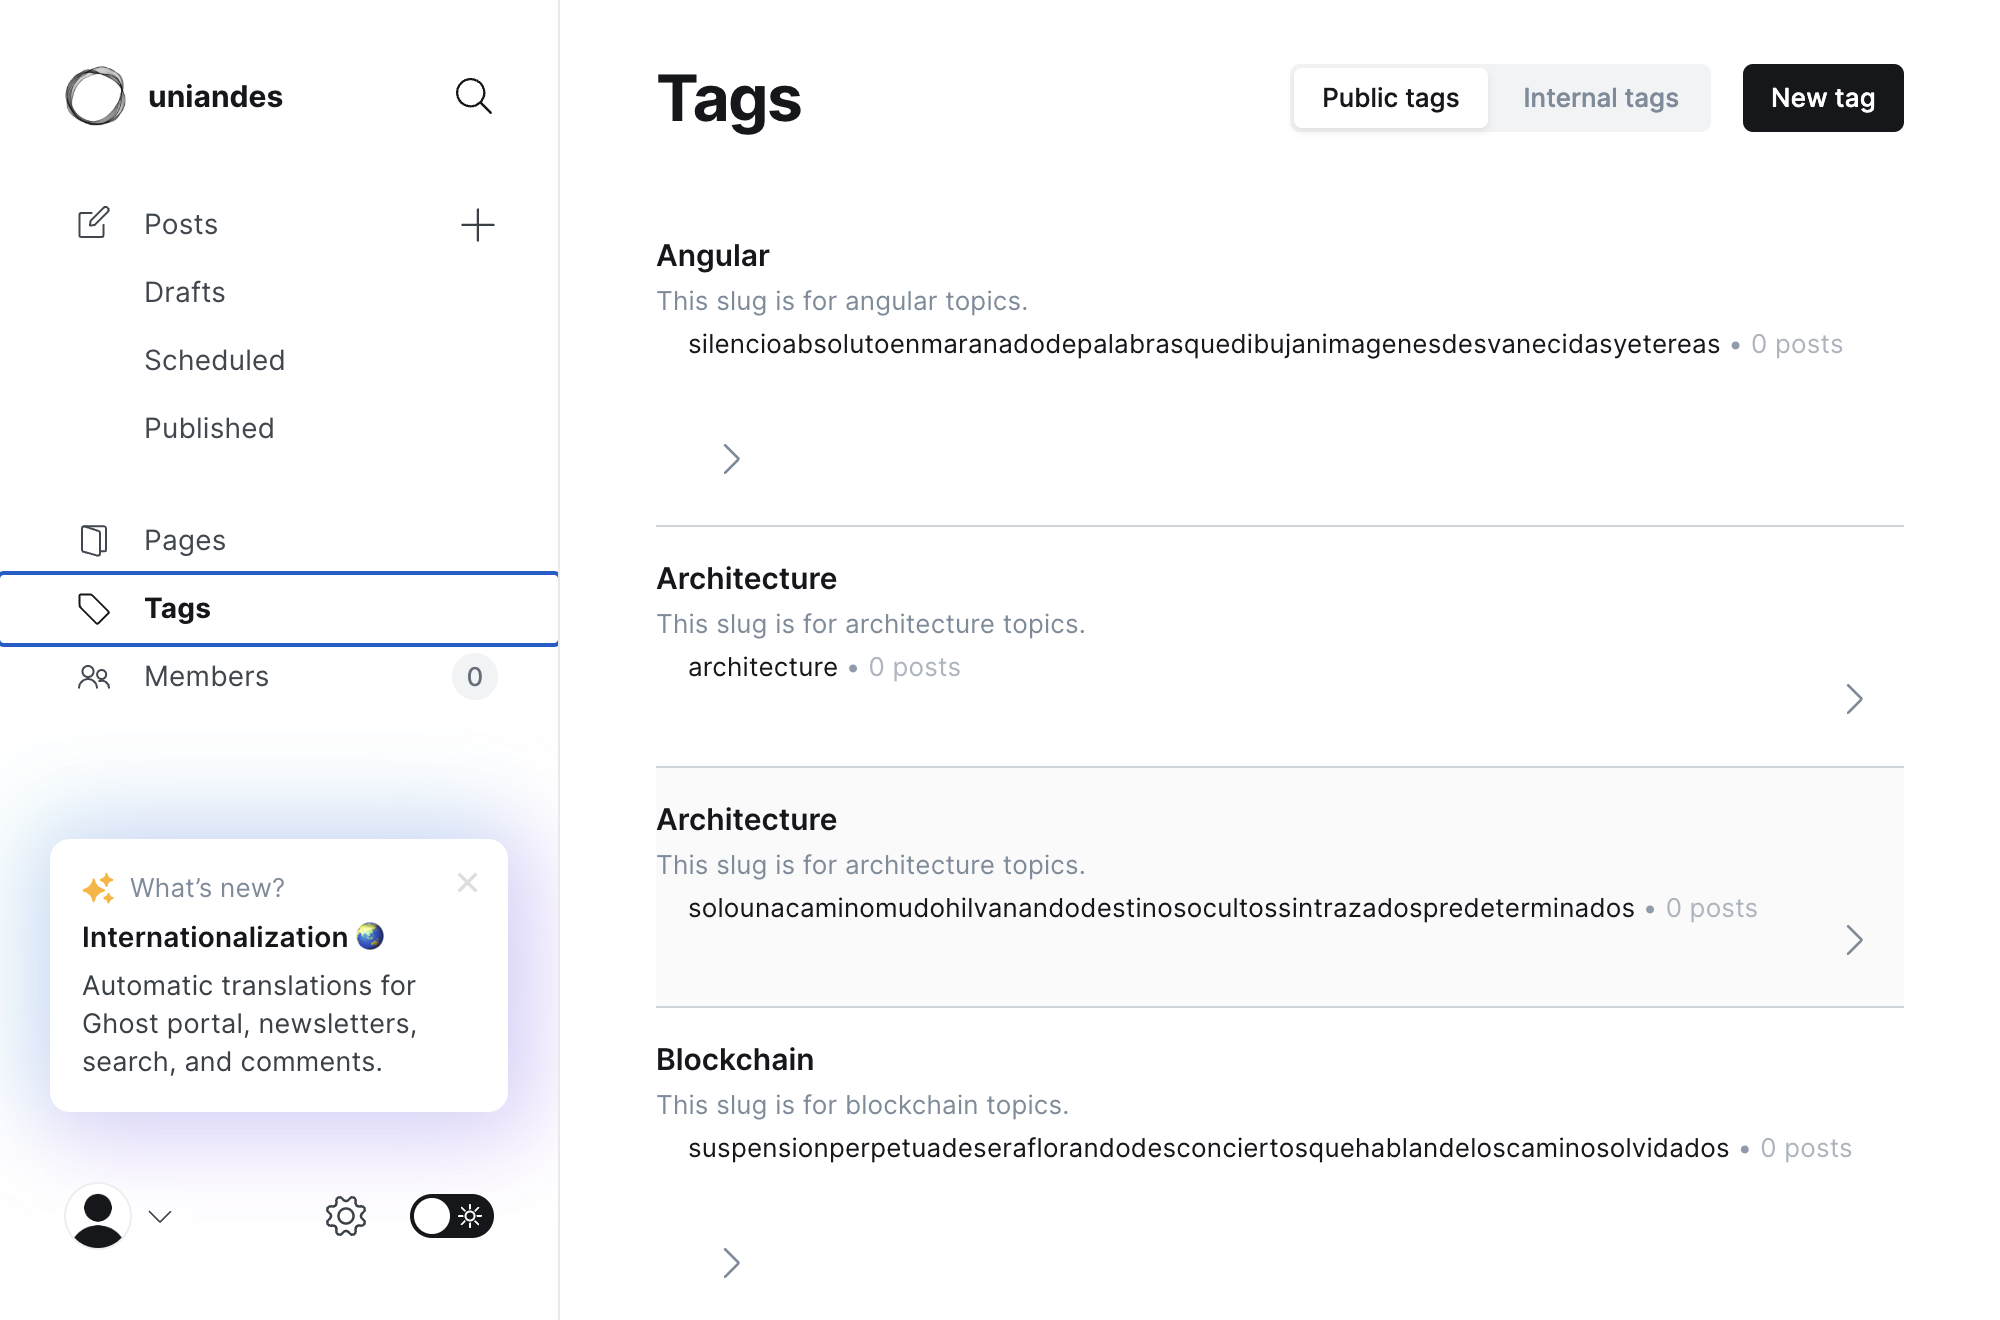 uniandes
Posts
Drafts
Scheduled
Published
Pages
Tags
Members 0
What's new?
Internationalization
Automatic translations for
Ghost portal, newsletters,
search, and comments.
Tags
Public tags Internal tags New tag
Angular
This slug is for angular topics.
silencioabsolutoenmaranadodepalabrasquedibujanimagenesdesvanecidasyetereas • 0 posts
Architecture
This slug is for architecture topics.
architecture • 0 posts
Architecture
This slug is for architecture topics.
solounacaminomudohilvanandodestinosocultossintrazadospredeterminados • 0 posts
Blockchain
This slug is for blockchain topics.
suspensionperpetuadeseraflorandodesconciertosquehablandeloscaminosolvidados • 0 posts